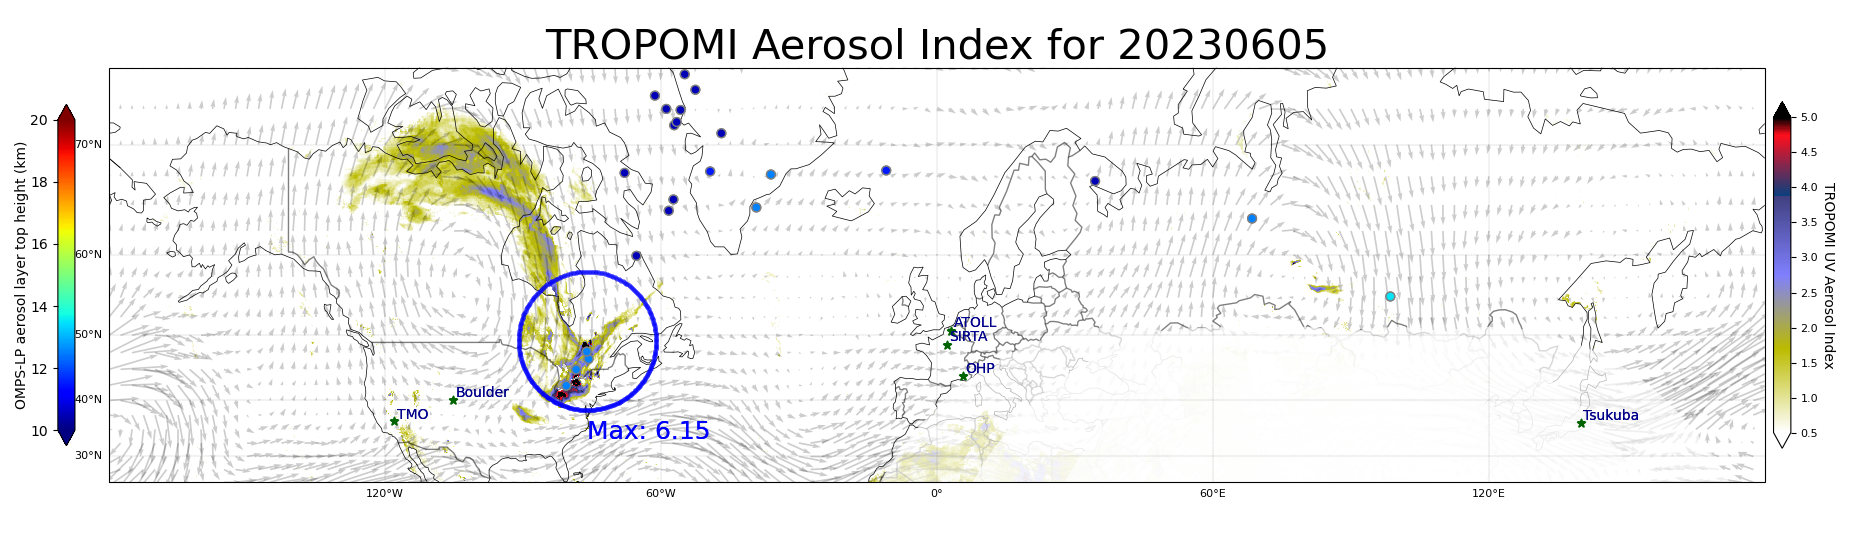 TROPOMI Aerosol Index for 20230605
20
18
16
14
12
10
OMPS-LP aerosol layer top height (km)
70°N
60°N
50°N
40°N
30°N
120°W
60°W
0°
60°E
120°E
ATOLL
SIRTA
OHP
Boulder
TMO
Tsukuba
Max: 6.15
5.0
4.5
4.0
3.5
3.0
2.5
2.0
1.5
1.0
0.5
TROPOMI UV Aerosol Index